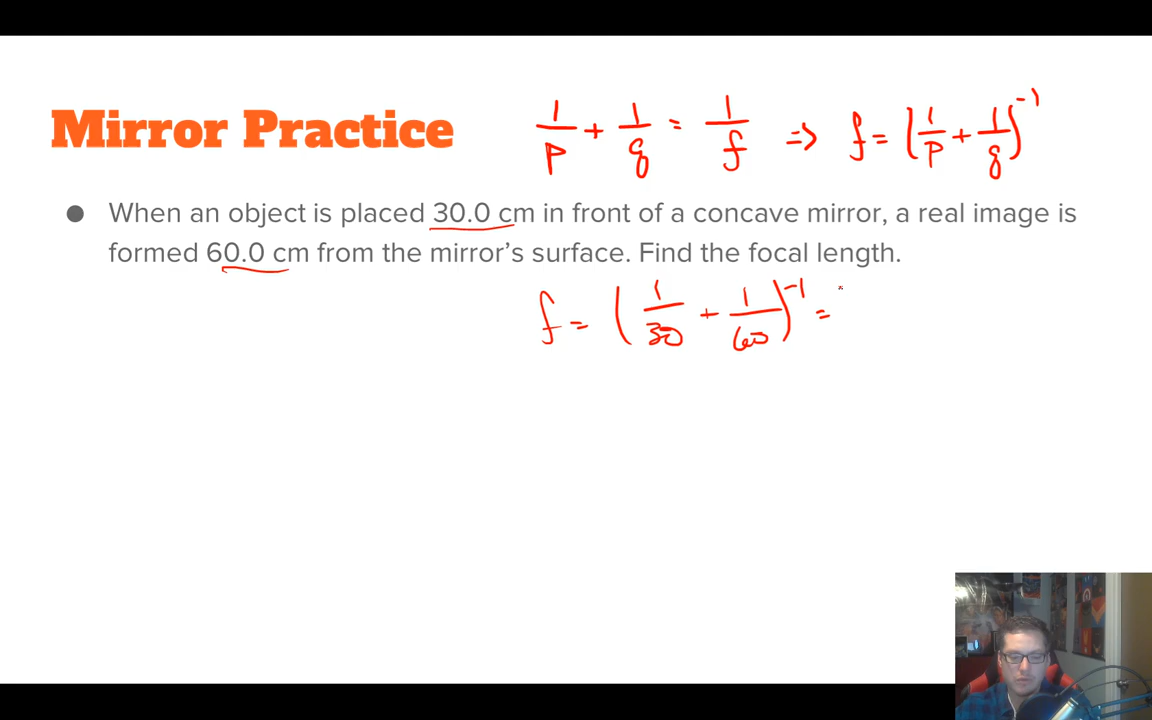 Mirror Practice
1/p + 1/q = 1/f ⇒ f = (1/p + 1/q)^-1
● When an object is placed 30.0 cm in front of a concave mirror, a real image is
formed 60.0 cm from the mirror's surface. Find the focal length.
f = (1/30 + 1/60)^-1 =